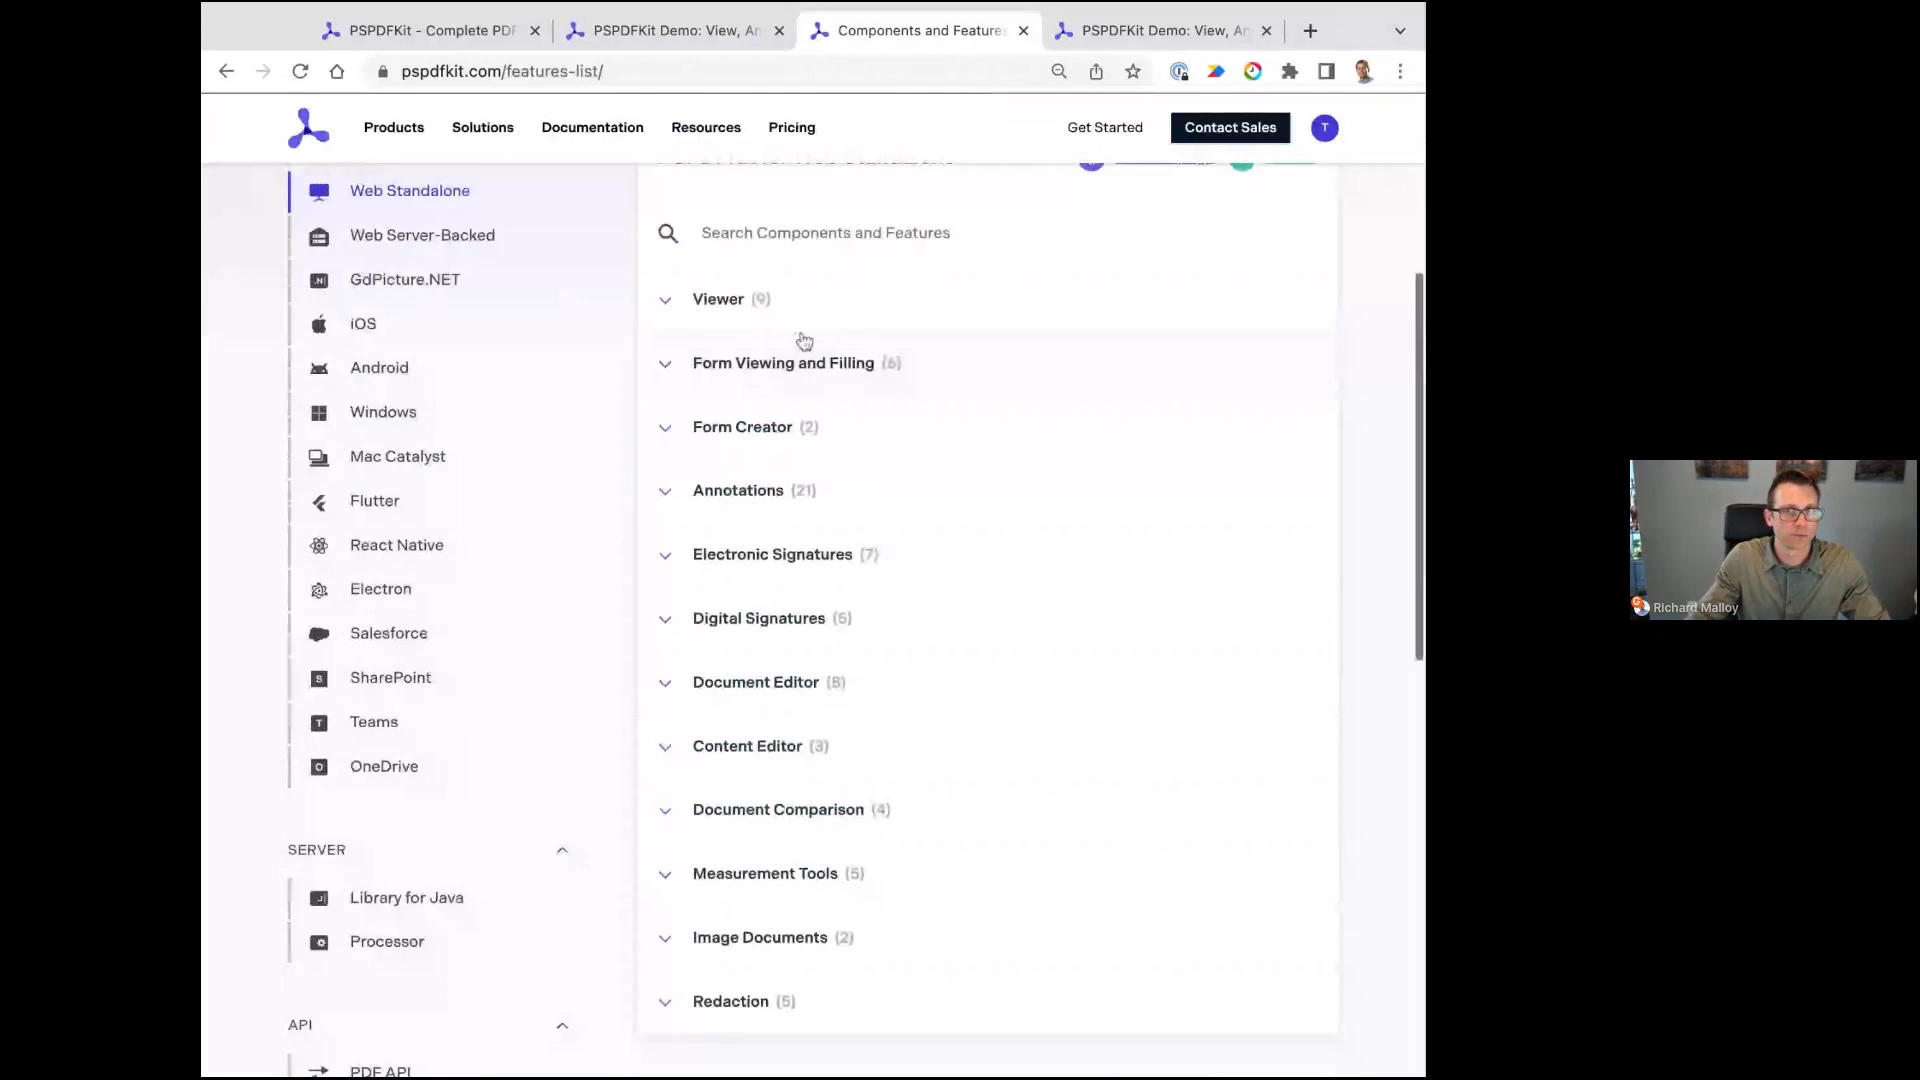 PSPDFKit - Complete PDF
PSPDFKit Demo: View, An
Components and Features
PSPDFKit Demo: View, An
pspdfkit.com/features-list/
Products
Solutions
Documentation
Resources
Pricing
Get Started
Contact Sales
T
Web Standalone
Web Server-Backed
GdPicture.NET
iOS
Android
Windows
Mac Catalyst
Flutter
React Native
Electron
Salesforce
SharePoint
Teams
OneDrive
SERVER
Library for Java
Processor
API
PDF API
Search Components and Features
Viewer (9)
Form Viewing and Filling (6)
Form Creator (2)
Annotations (21)
Electronic Signatures (7)
Digital Signatures (5)
Document Editor (8)
Content Editor (3)
Document Comparison (4)
Measurement Tools (5)
Image Documents (2)
Redaction (5)
Richard Malloy